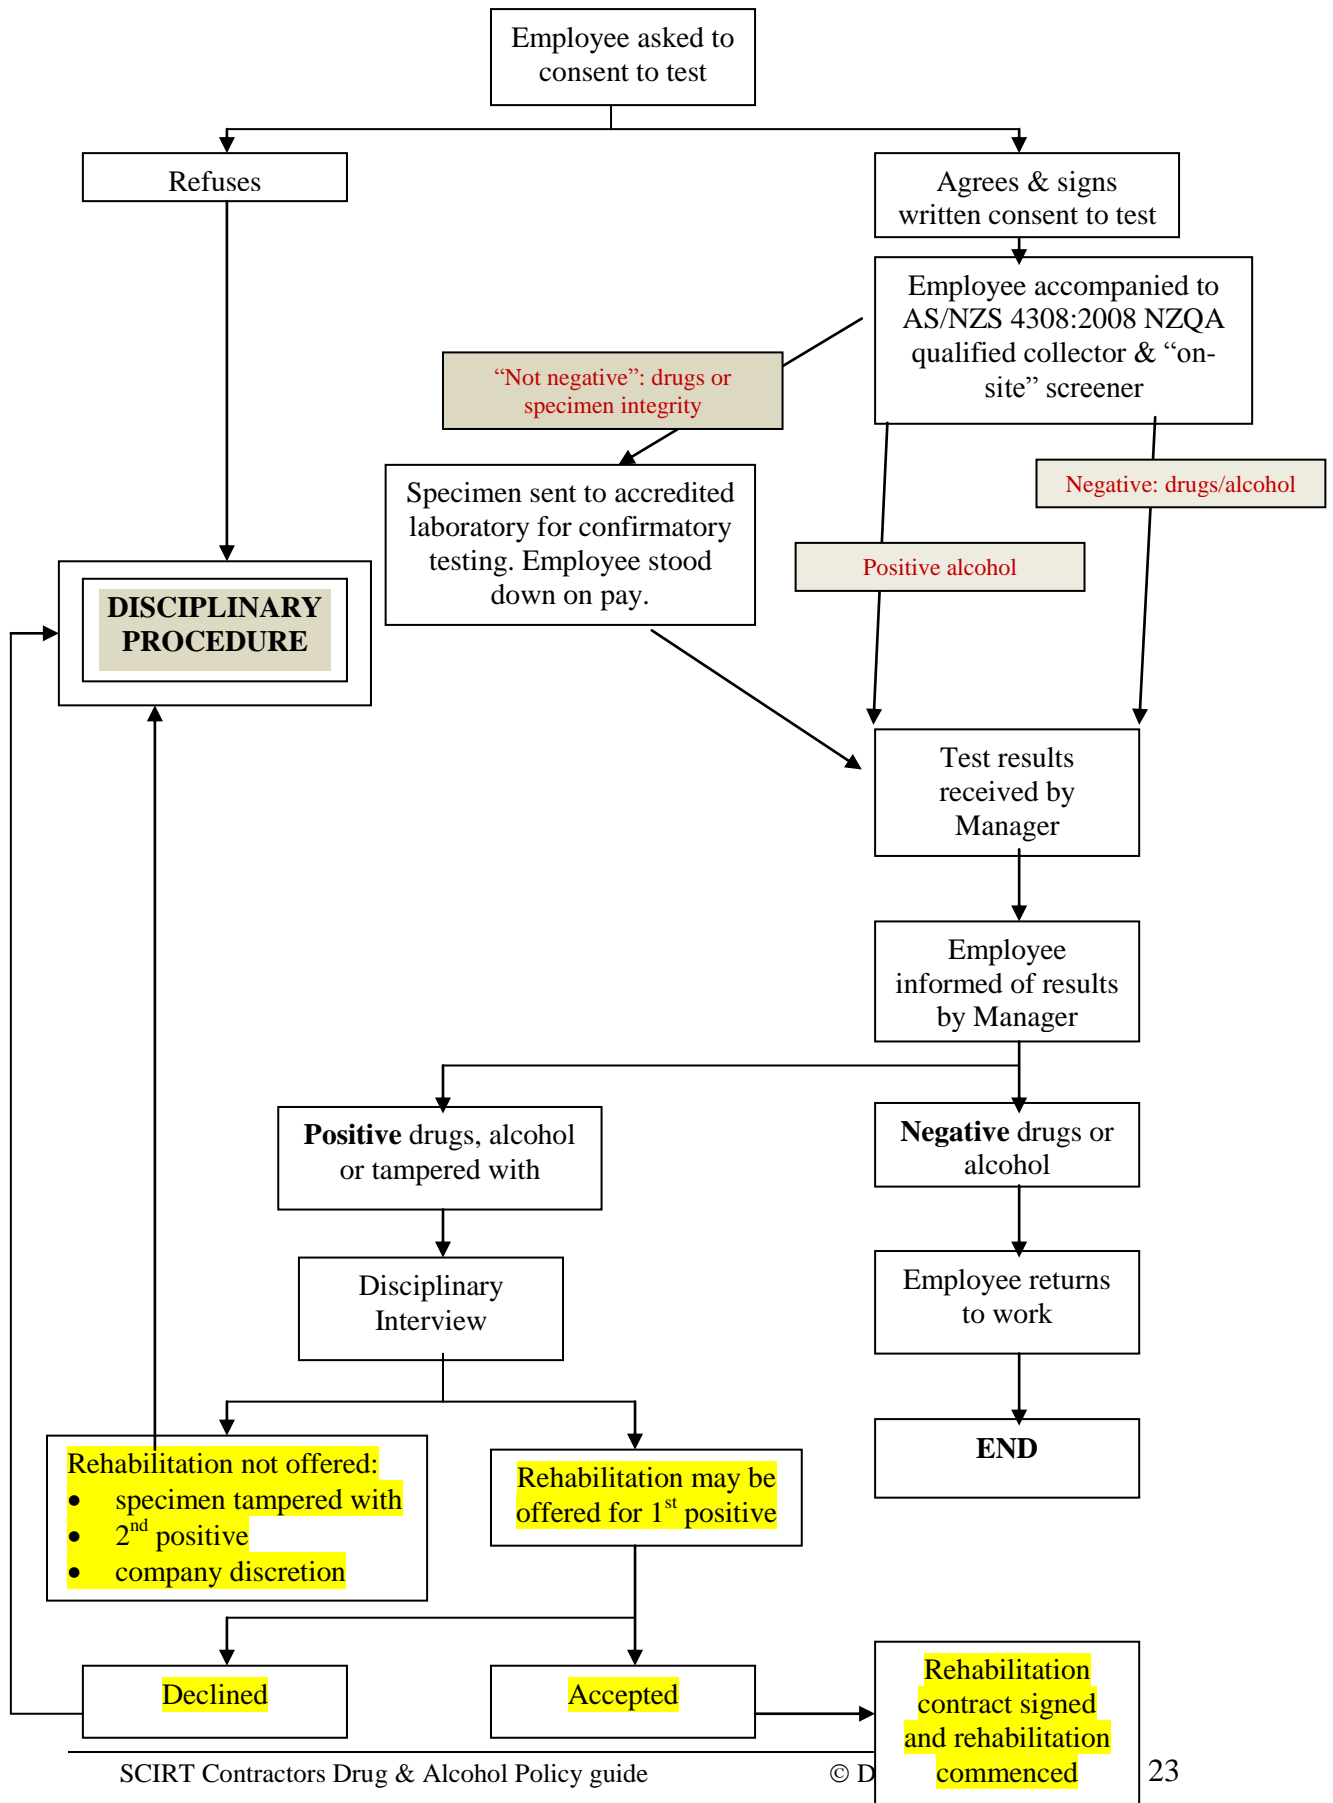 Employee asked to
consent to test
Refuses
Agrees & signs
written consent to test
Employee accompanied to
AS/NZS 4308:2008 NZQA
qualified collector & “on-
site” screener
“Not negative”: drugs or
specimen integrity
Negative: drugs/alcohol
Specimen sent to accredited
laboratory for confirmatory
testing. Employee stood
down on pay.
Positive alcohol
DISCIPLINARY
PROCEDURE
Test results
received by
Manager
Employee
informed of results
by Manager
Positive drugs, alcohol
or tampered with
Negative drugs or
alcohol
Disciplinary
Interview
Employee returns
to work
Rehabilitation not offered:
• specimen tampered with
• 2nd positive
• company discretion
Rehabilitation may be
offered for 1st positive
END
Declined
Accepted
Rehabilitation
contract signed
and rehabilitation
commenced
SCIRT Contractors Drug & Alcohol Policy guide © D 23